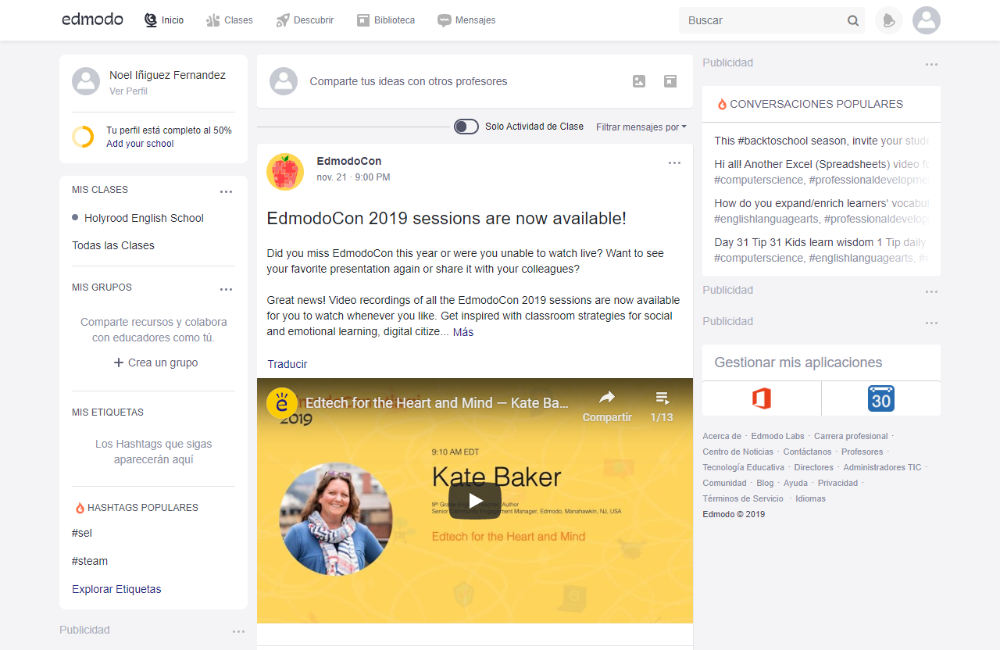 edmodo
Inicio
Clases
Descubrir
Biblioteca
Mensajes
Buscar
Noel Iñiguez Fernandez
Ver Perfil
Tu perfil está completo al 50%
Add your school
MIS CLASES
Holyrood English School
Todas las Clases
MIS GRUPOS
Comparte recursos y colabora
con educadores como tú.
+ Crea un grupo
MIS ETIQUETAS
Los Hashtags que sigas
aparecerán aquí
HASHTAGS POPULARES
#sel
#steam
Explorar Etiquetas
Publicidad
Comparte tus ideas con otros profesores
Solo Actividad de Clase
Filtrar mensajes por
EdmodoCon
nov. 21 · 9:00 PM
EdmodoCon 2019 sessions are now available!
Did you miss EdmodoCon this year or were you unable to watch live? Want to see
your favorite presentation again or share it with your colleagues?
Great news! Video recordings of all the EdmodoCon 2019 sessions are now available
for you to watch whenever you like. Get inspired with classroom strategies for social
and emotional learning, digital citize... Más
Traducir
Edtech for the Heart and Mind — Kate Ba...
Compartir
1/13
2019
9:10 AM EDT
Kate Baker
Senior Community Engagement Manager, Edmodo, Manahawkin, NJ, USA
Edtech for the Heart and Mind
Publicidad
CONVERSACIONES POPULARES
This #backtoschool season, invite your stude
Hi all! Another Excel (Spreadsheets) video fo
#computerscience, #professionaldevelopme
How do you expand/enrich learners' vocabul
#englishlanguagearts, #professionaldevelop
Day 31 Tip 31 Kids learn wisdom 1 Tip daily
#computerscience, #englishlanguagearts, #
Publicidad
Publicidad
Gestionar mis aplicaciones
30
Acerca de · Edmodo Labs · Carrera profesional ·
Centro de Noticias · Contáctanos · Profesores ·
Tecnología Educativa · Directores · Administradores TIC ·
Comunidad · Blog · Ayuda · Privacidad ·
Términos de Servicio · Idiomas
Edmodo © 2019